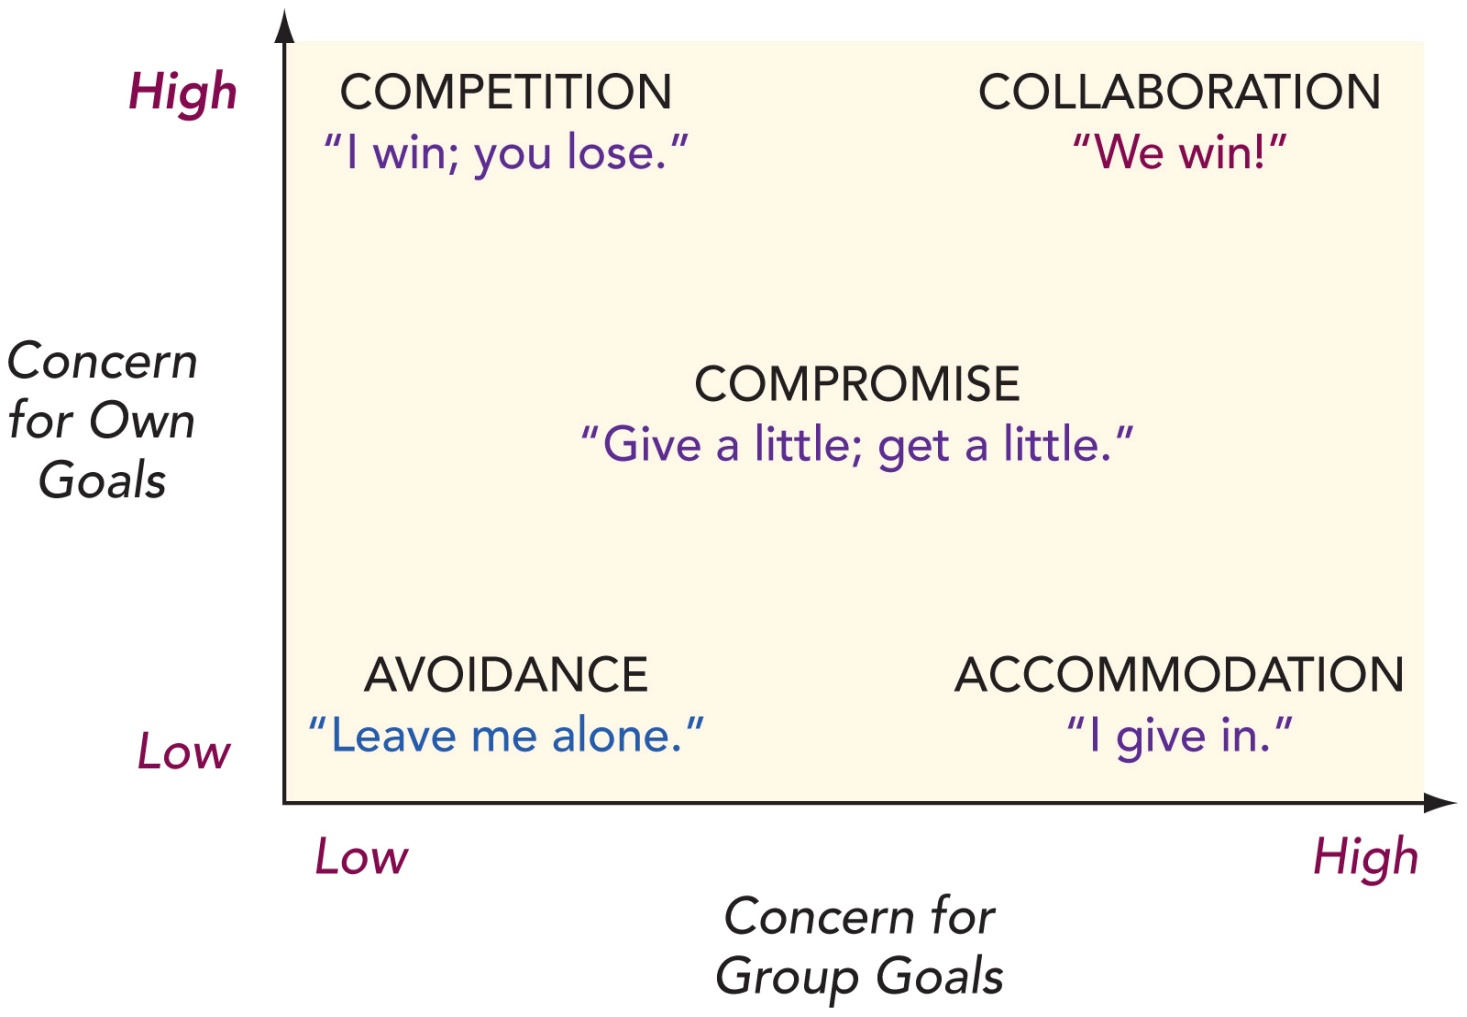 High
COMPETITION
“I win; you lose.”
COLLABORATION
“We win!”
Concern
for Own
Goals
COMPROMISE
“Give a little; get a little.”
AVOIDANCE
“Leave me alone.”
ACCOMMODATION
“I give in.”
Low
Low
High
Concern for
Group Goals